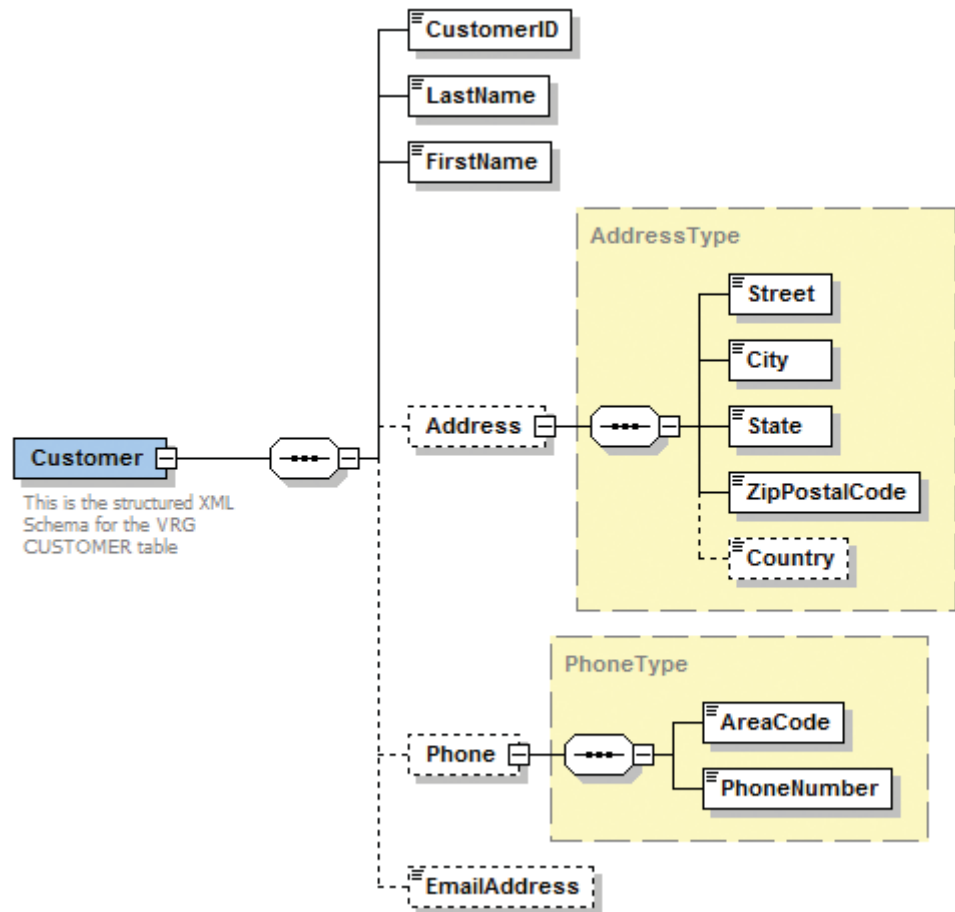 CustomerID
LastName
FirstName
AddressType
Street
City
State
ZipPostalCode
Country
Address
Customer
This is the structured XML
Schema for the VRG
CUSTOMER table
PhoneType
AreaCode
PhoneNumber
Phone
EmailAddress